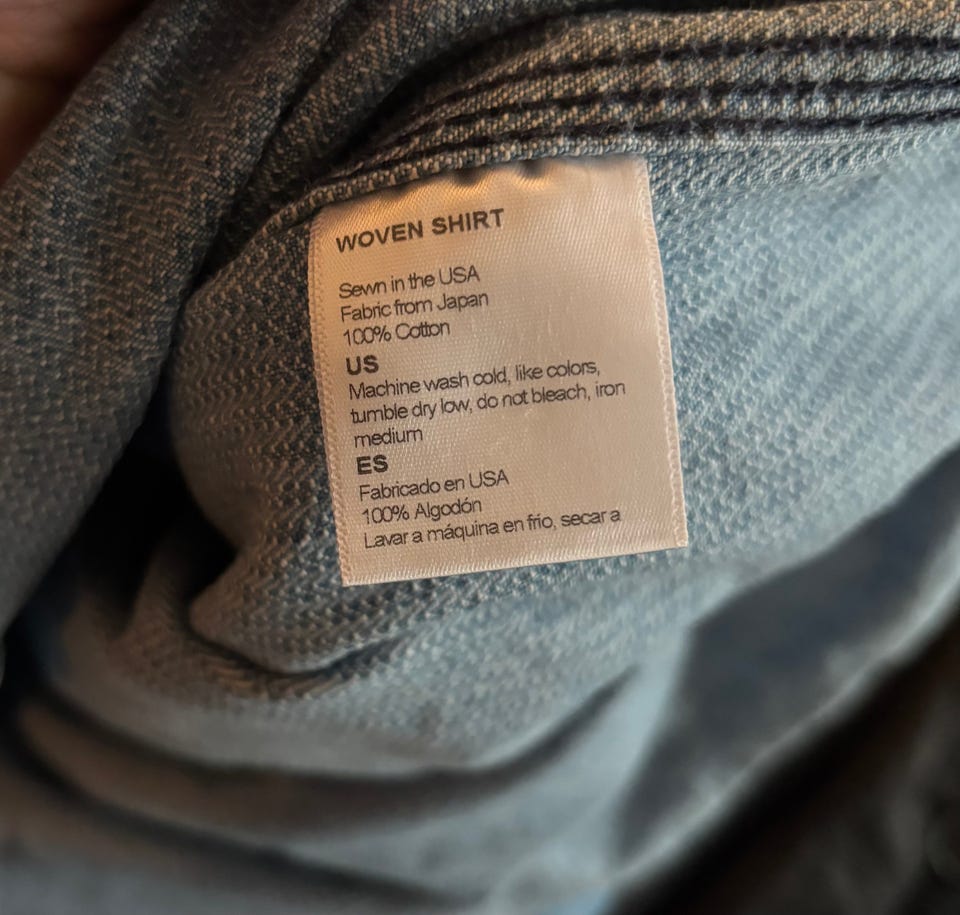 WOVEN SHIRT
Sewn in the USA
Fabric from Japan
100% Cotton
US
Machine wash cold, like colors,
tumble dry low, do not bleach, iron
medium
ES
Fabricado en USA
100% Algodón
Lavar a máquina en frio, secar a